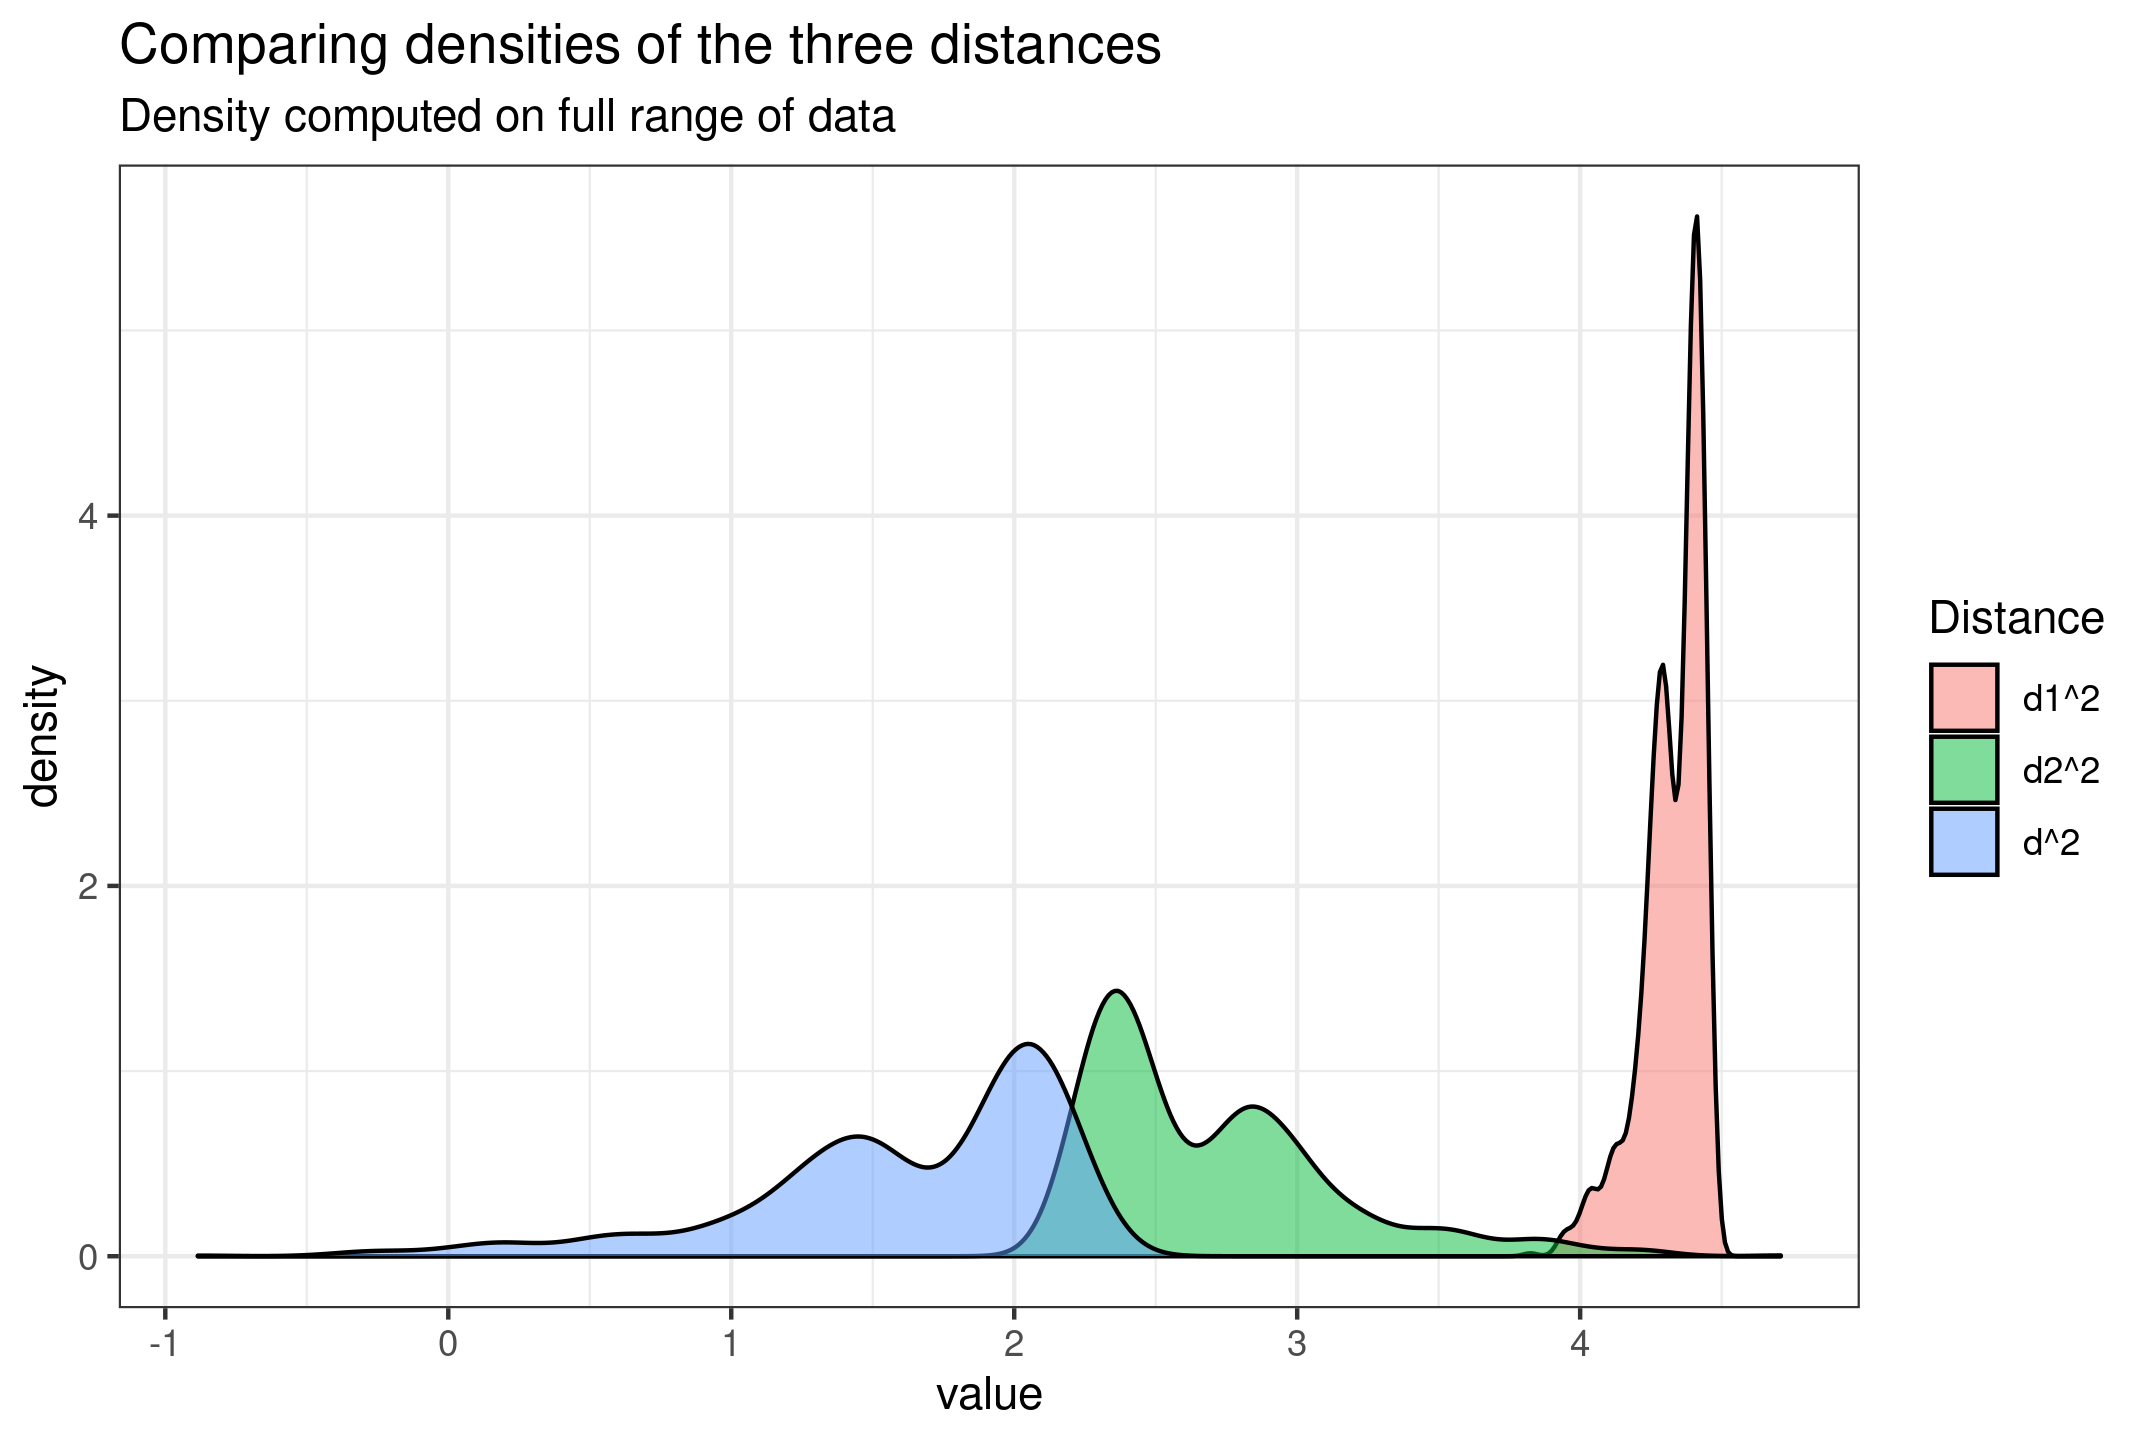 Comparing densities of the three distances
Density computed on full range of data
density
4
2
0
-1
0
1
2
3
4
value
Distance
d1^2
d2^2
d^2